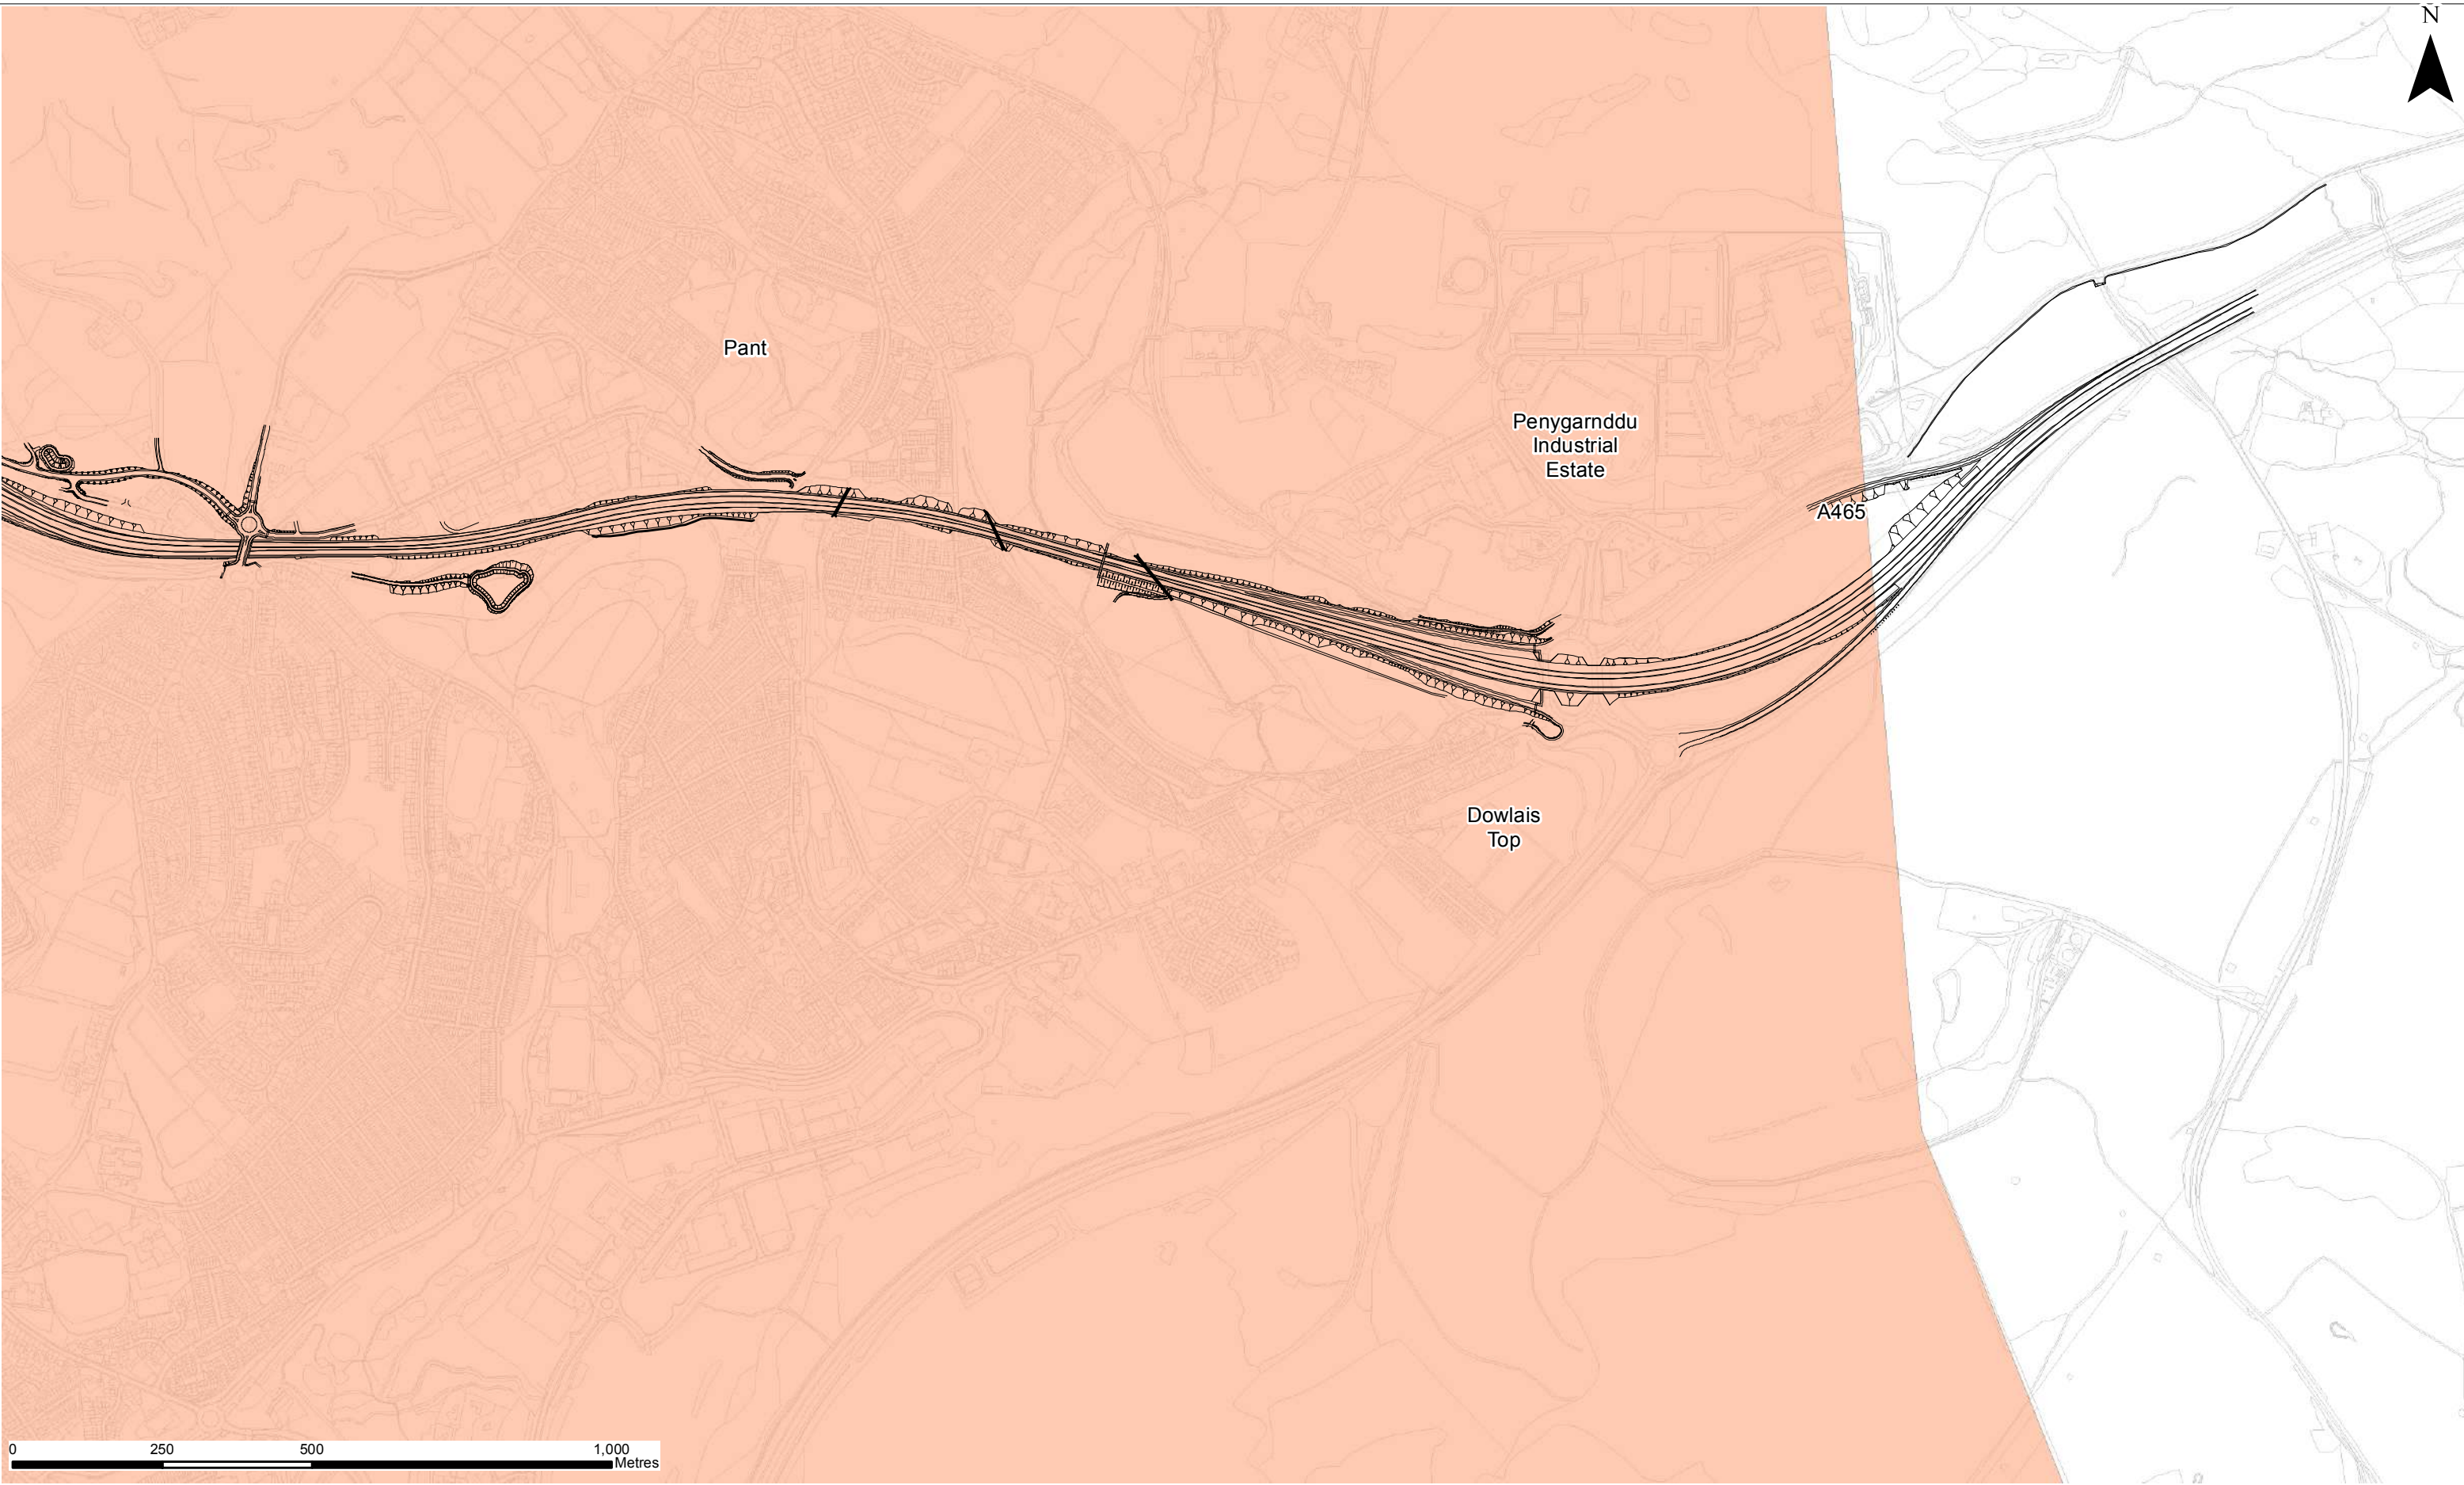 N
Pant
Penygarnddu
Industrial
Estate
A465
Dowlais
Top
0 250 500 1,000
Metres